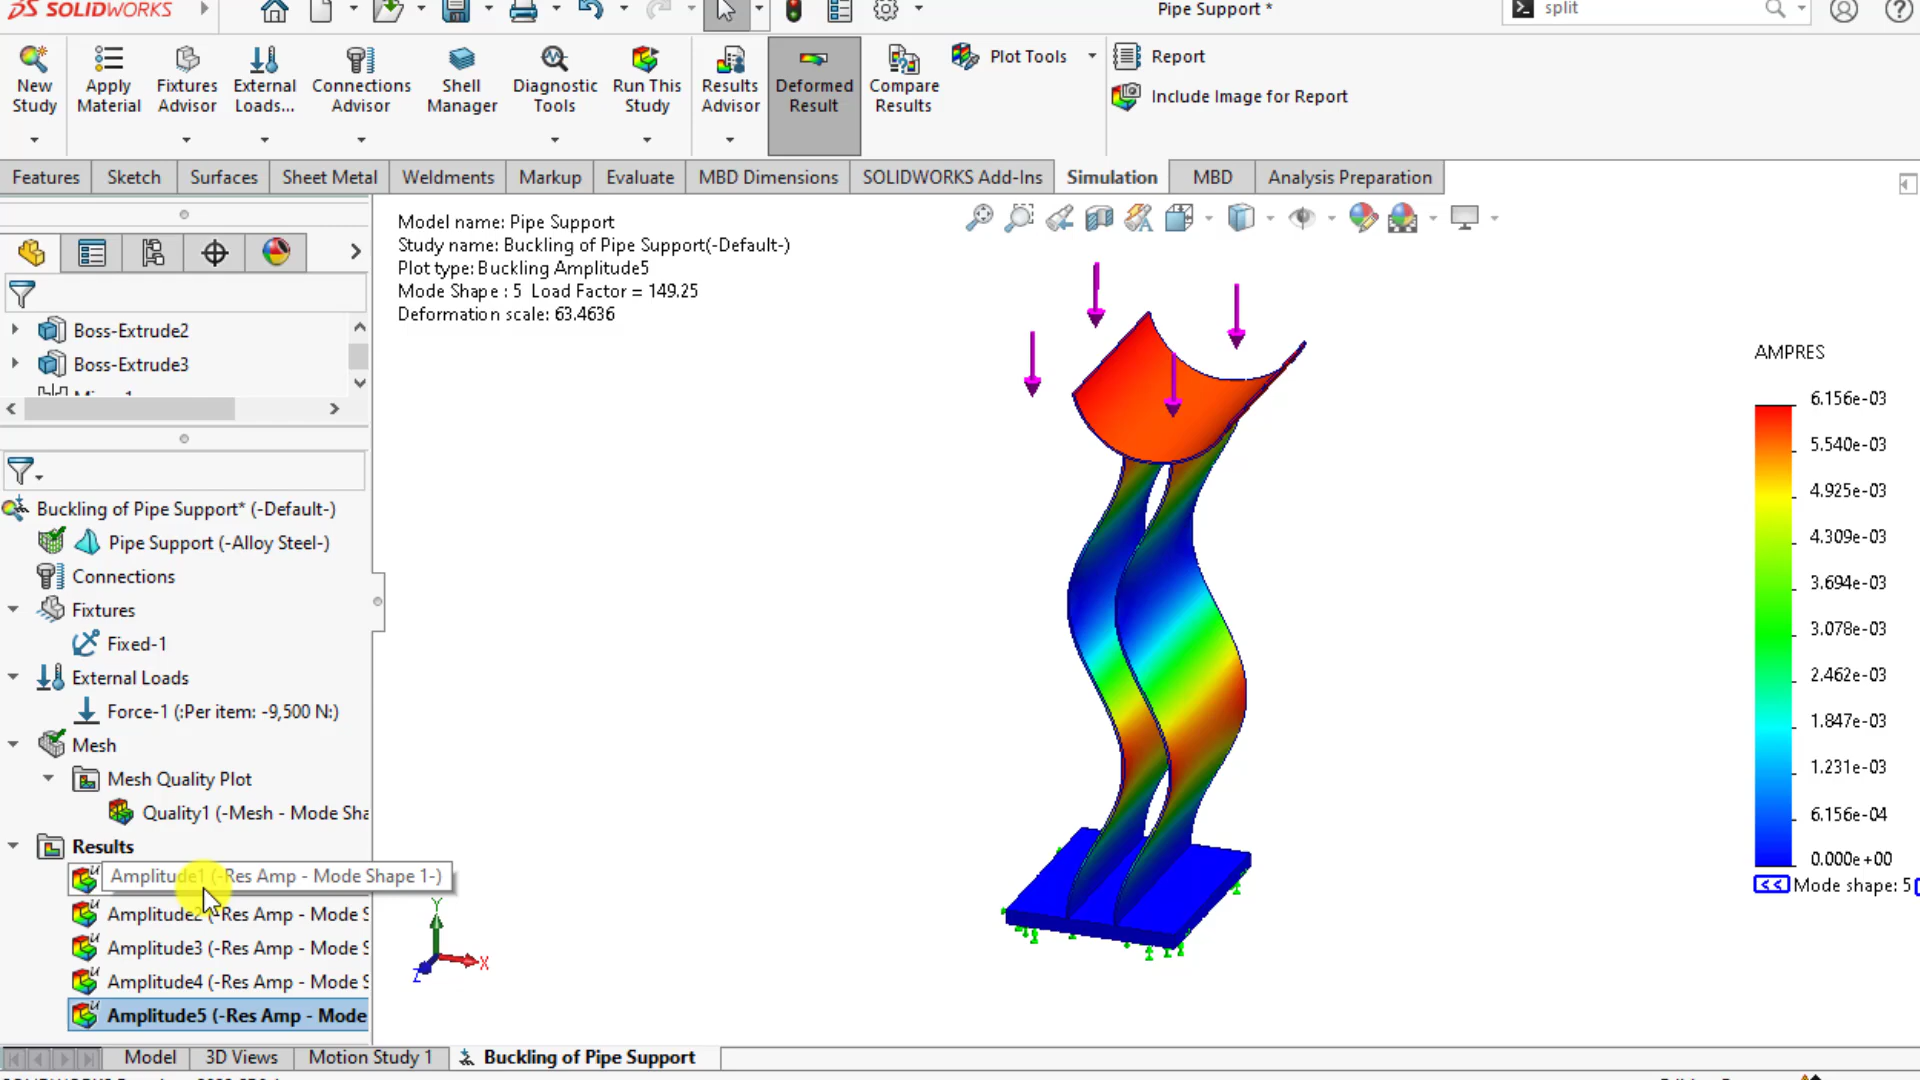 SOLIDWORKS
Pipe Support *
split
New Study
Apply Material
Fixtures Advisor
External Loads...
Connections Advisor
Shell Manager
Diagnostic Tools
Run This Study
Results Advisor
Deformed Result
Compare Results
Plot Tools
Report
Include Image for Report
Features Sketch Surfaces Sheet Metal Weldments Markup Evaluate MBD Dimensions SOLIDWORKS Add-Ins Simulation MBD Analysis Preparation
Model name: Pipe Support
Study name: Buckling of Pipe Support(-Default-)
Plot type: Buckling Amplitude5
Mode Shape : 5 Load Factor = 149.25
Deformation scale: 63.4636
Boss-Extrude2
Boss-Extrude3
Buckling of Pipe Support* (-Default-)
Pipe Support (-Alloy Steel-)
Connections
Fixtures
Fixed-1
External Loads
Force-1 (:Per item: -9,500 N:)
Mesh
Mesh Quality Plot
Quality1 (-Mesh - Mode Sha
Results
Amplitude1 (-Res Amp - Mode Shape 1-)
Amplitude2 (-Res Amp - Mode S
Amplitude3 (-Res Amp - Mode S
Amplitude4 (-Res Amp - Mode S
Amplitude5 (-Res Amp - Mode
Y
X
Z
AMPRES
6.156e-03
5.540e-03
4.925e-03
4.309e-03
3.694e-03
3.078e-03
2.462e-03
1.847e-03
1.231e-03
6.156e-04
0.000e+00
<< Mode shape: 5
Model 3D Views Motion Study 1 Buckling of Pipe Support